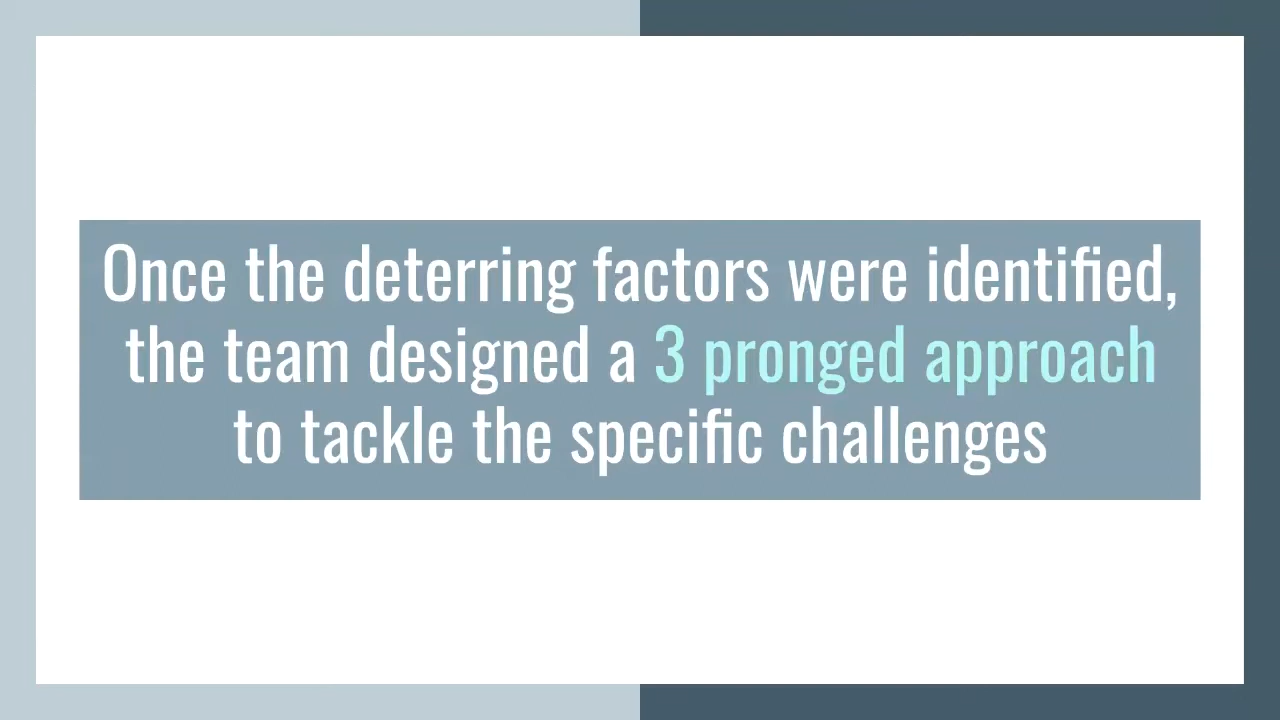 Once the deterring factors were identified,
the team designed a 3 pronged approach
to tackle the specific challenges